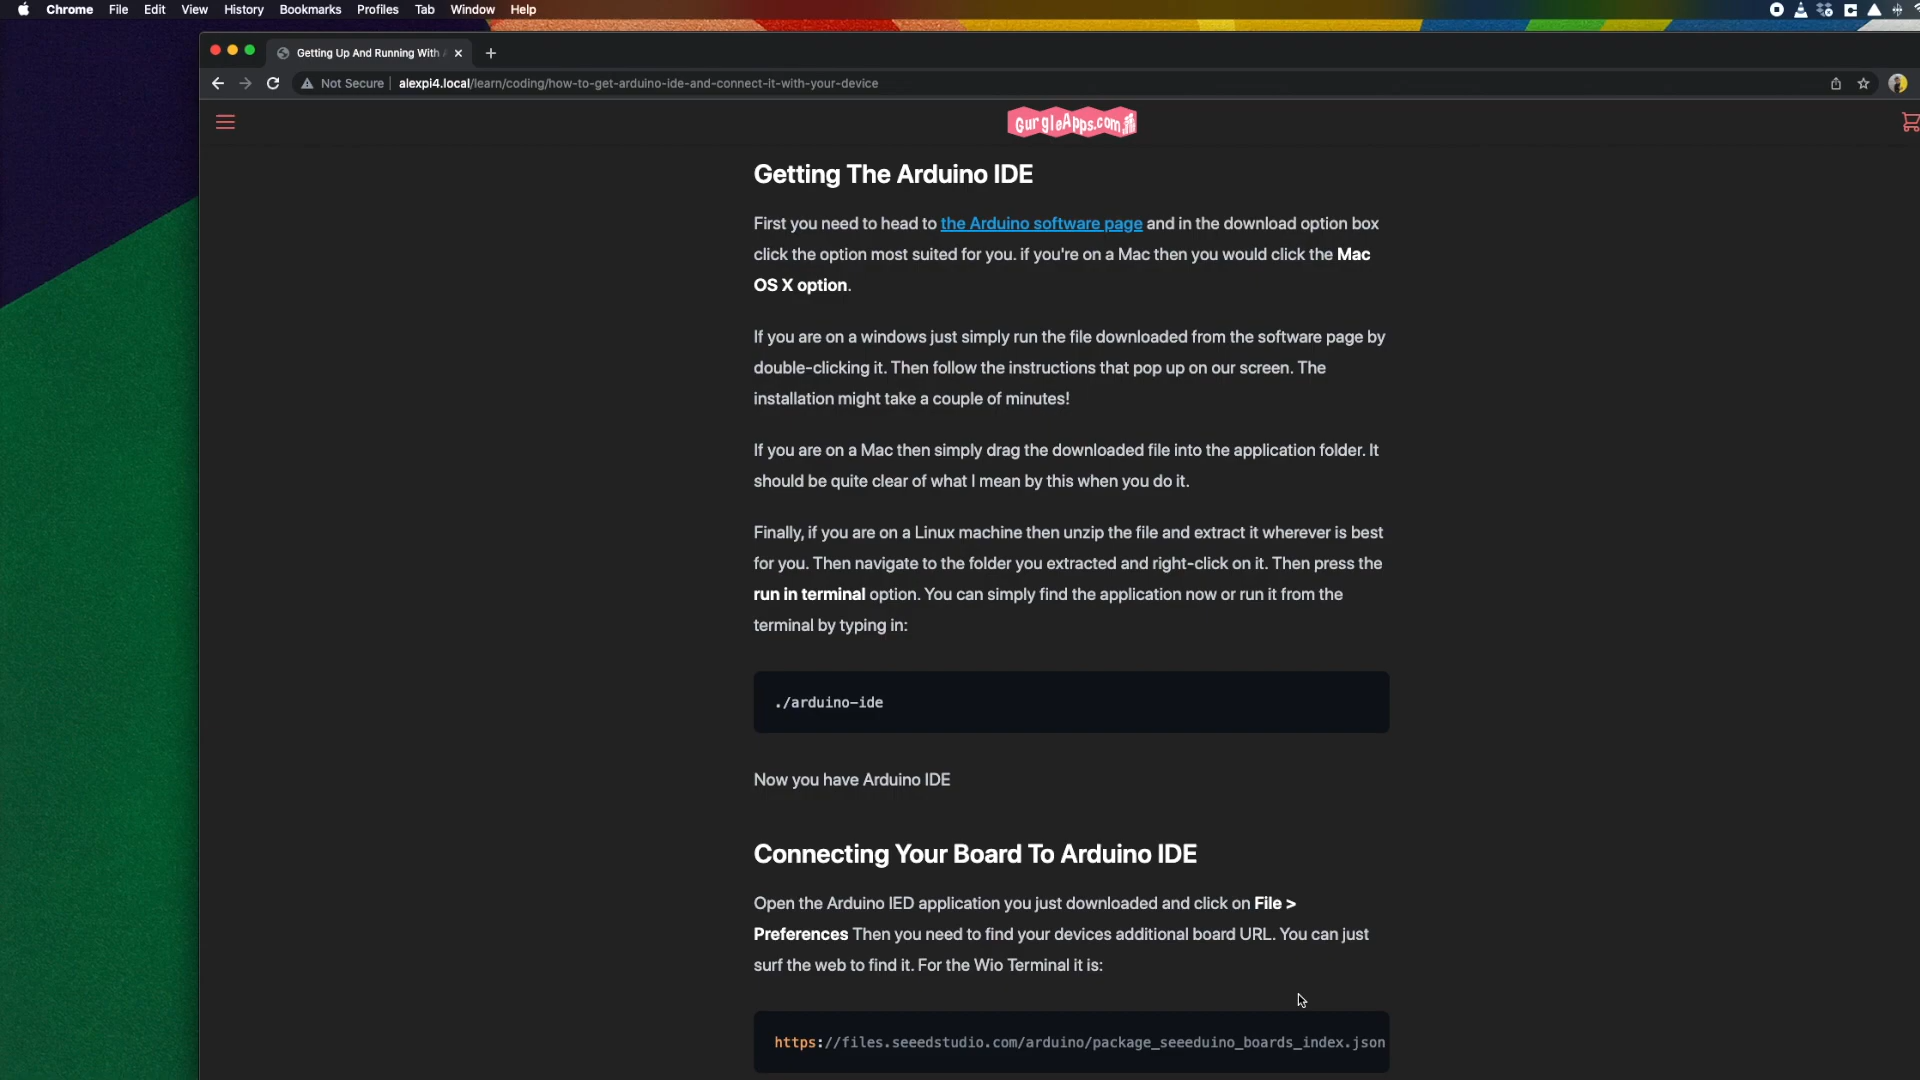 Chrome File Edit View History Bookmarks Profiles Tab Window Help
Getting Up And Running With
Not Secure alexpi4.local/learn/coding/how-to-get-arduino-ide-and-connect-it-with-your-device
GurgleApps.com
Getting The Arduino IDE
First you need to head to the Arduino software page and in the download option box
click the option most suited for you. if you're on a Mac then you would click the Mac
OS X option.
If you are on a windows just simply run the file downloaded from the software page by
double-clicking it. Then follow the instructions that pop up on our screen. The
installation might take a couple of minutes!
If you are on a Mac then simply drag the downloaded file into the application folder. It
should be quite clear of what I mean by this when you do it.
Finally, if you are on a Linux machine then unzip the file and extract it wherever is best
for you. Then navigate to the folder you extracted and right-click on it. Then press the
run in terminal option. You can simply find the application now or run it from the
terminal by typing in:
./arduino-ide
Now you have Arduino IDE
Connecting Your Board To Arduino IDE
Open the Arduino IED application you just downloaded and click on File >
Preferences Then you need to find your devices additional board URL. You can just
surf the web to find it. For the Wio Terminal it is:
https://files.seeedstudio.com/arduino/package_seeeduino_boards_index.json